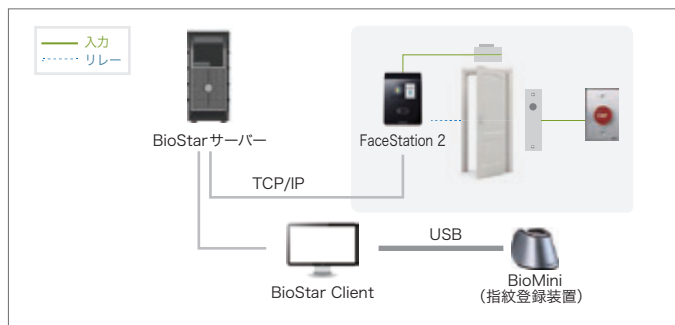 入力
リレー
BioStarサーバー
FaceStation 2
TCP/IP
USB
BioStar Client
BioMini
（指紋登録装置）